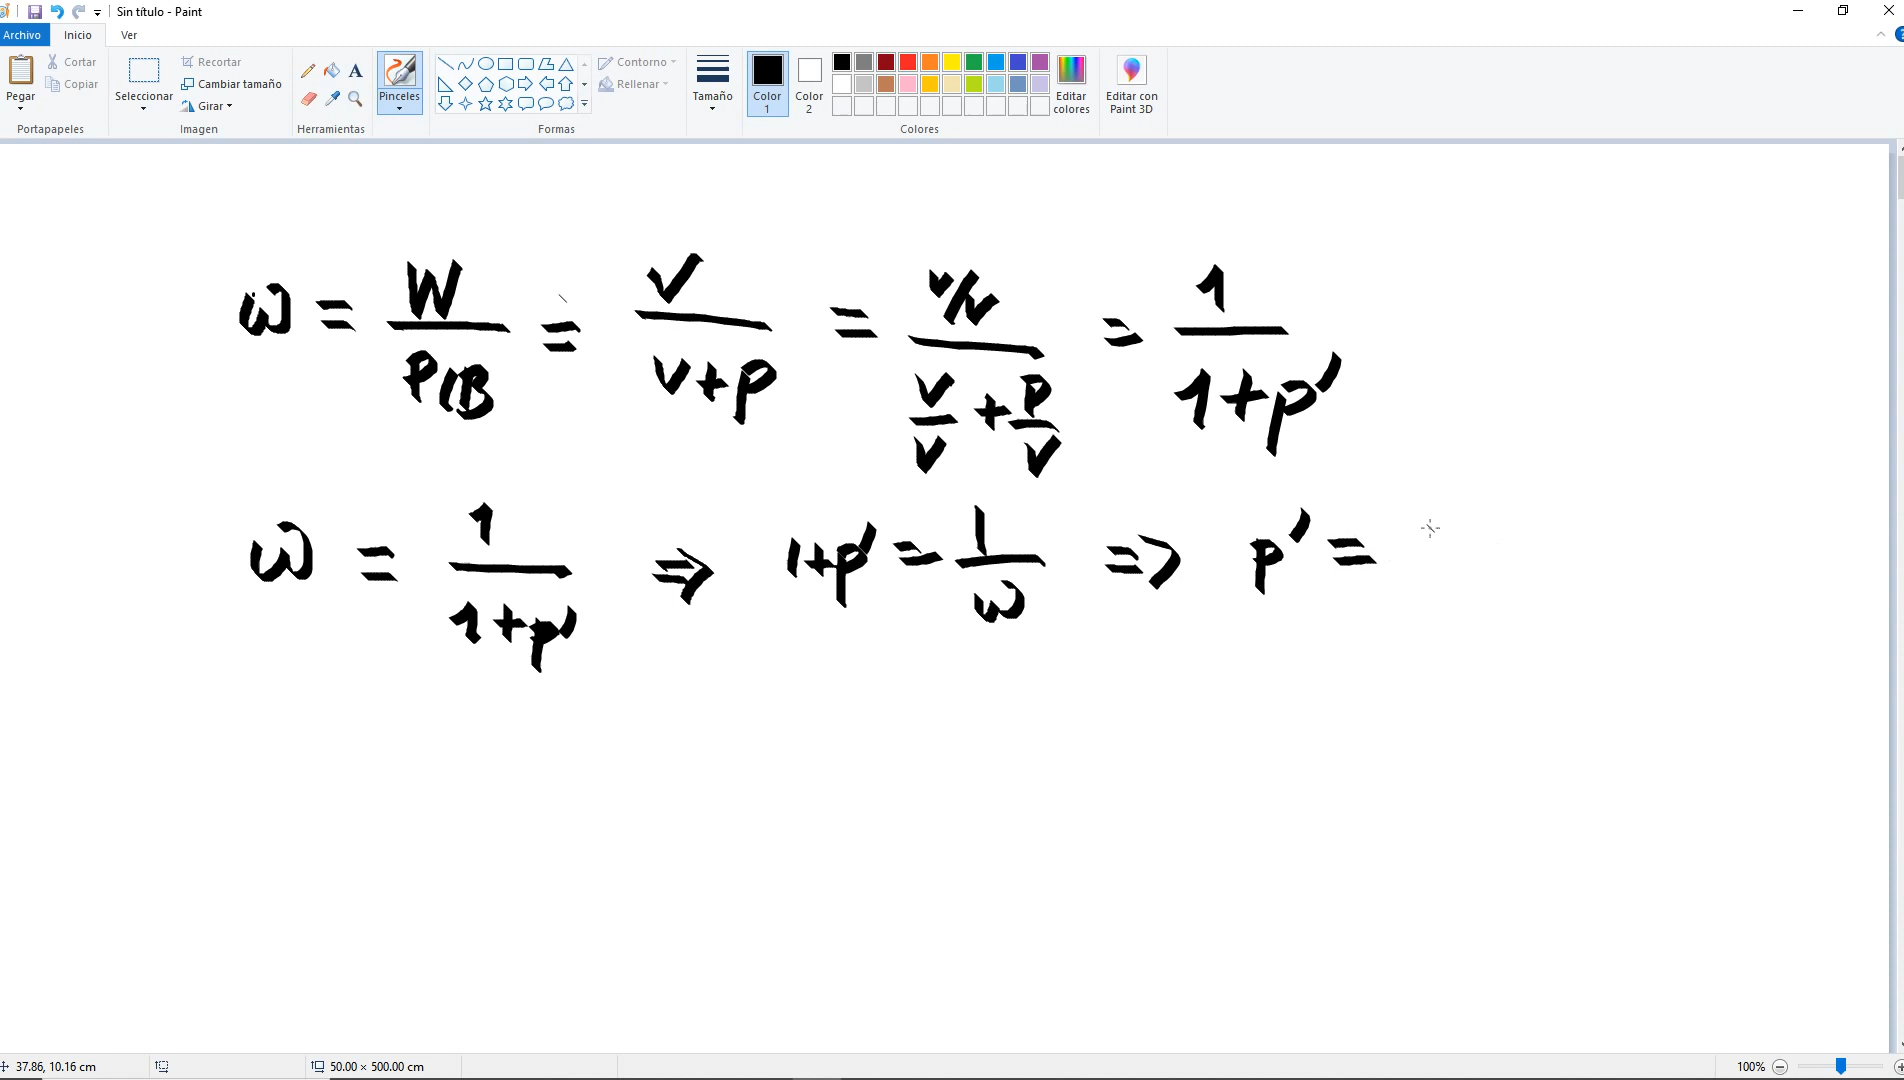 Sin título - Paint
Archivo Inicio Ver
Pegar Cortar Copiar Portapapeles
Seleccionar Recortar Cambiar tamaño Girar Imagen
A Herramientas
Pinceles
Contorno Rellenar Formas
Tamaño
Color 1 Color 2 Editar colores Colores
Editar con Paint 3D
ω = W/PIB = v/(v+p) = (v/v)/(v/v + p/v) = 1/(1+p')
ω = 1/(1+p') ⇒ 1+p' = 1/ω ⇒ p' =
37.86, 10.16 cm 50.00 × 500.00 cm 100%